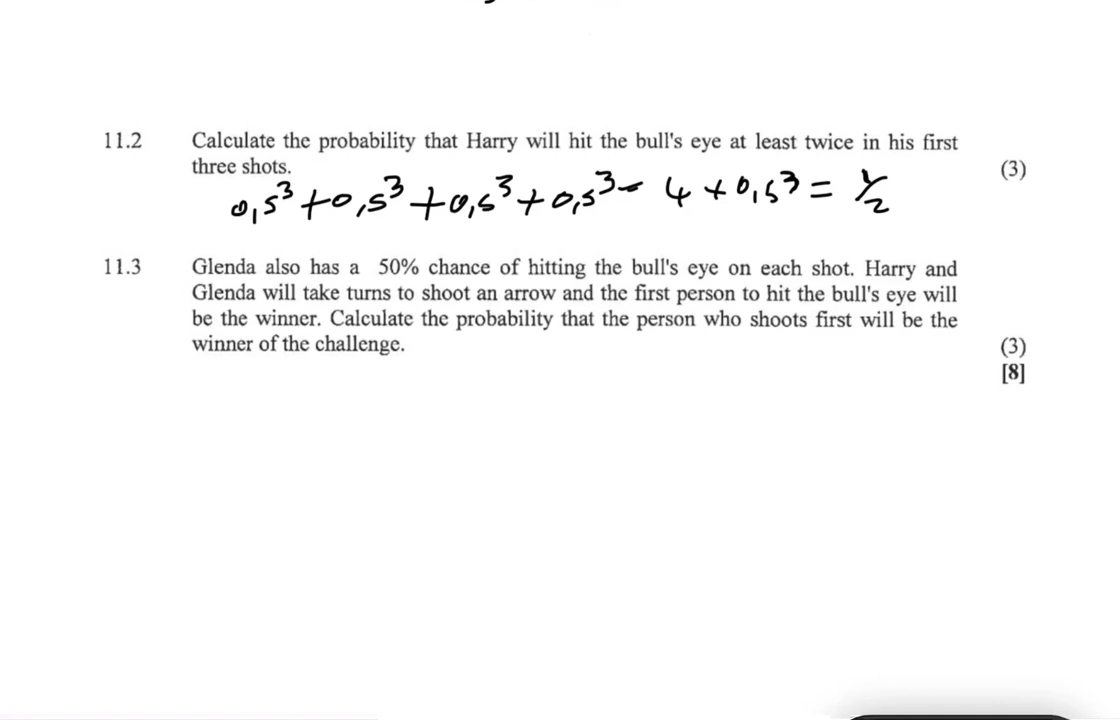 11.2 Calculate the probability that Harry will hit the bull's eye at least twice in his first
three shots. (3)
0,5³ + 0,5³ + 0,5³ + 0,5³ - 4 + 0,5³ = ½
11.3 Glenda also has a 50% chance of hitting the bull's eye on each shot. Harry and
Glenda will take turns to shoot an arrow and the first person to hit the bull's eye will
be the winner. Calculate the probability that the person who shoots first will be the
winner of the challenge. (3)
[8]